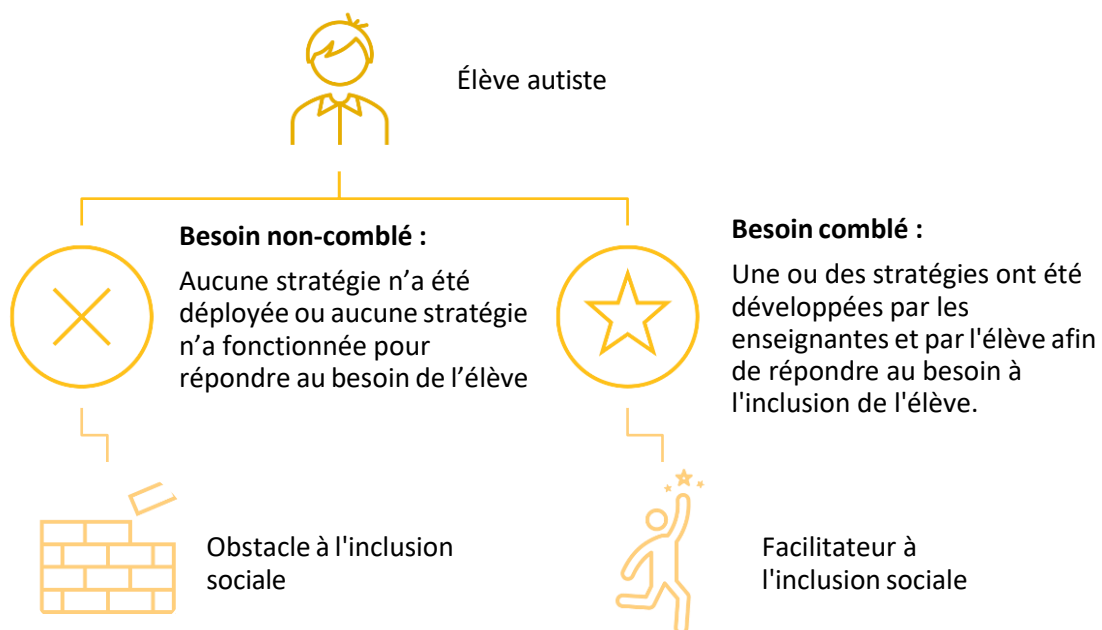 Élève autiste
Besoin non-comblé :
Aucune stratégie n’a été
déployée ou aucune stratégie
n’a fonctionnée pour
répondre au besoin de l’élève
Besoin comblé :
Une ou des stratégies ont été
développées par les
enseignantes et par l'élève afin
de répondre au besoin à
l'inclusion de l'élève.
Obstacle à l'inclusion
sociale
Facilitateur à
l'inclusion sociale